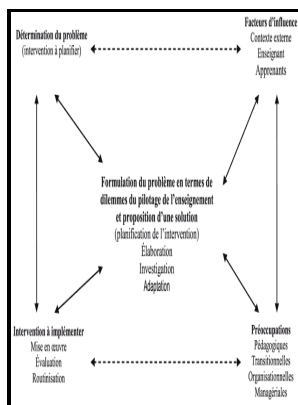 Détermination du problème
(intervention à planifier)
Facteurs d'influence
Contexte externe
Enseignant
Apprenants
Formulation du problème en termes de
dilemmes du pilotage de l'enseignement
et proposition d'une solution
(planification de l'intervention)
Élaboration
Investigation
Adaptation
Intervention à implémenter
Mise en œuvre
Évaluation
Routinisation
Préoccupations
Pédagogiques
Transitionnelles
Organisationnelles
Managériales